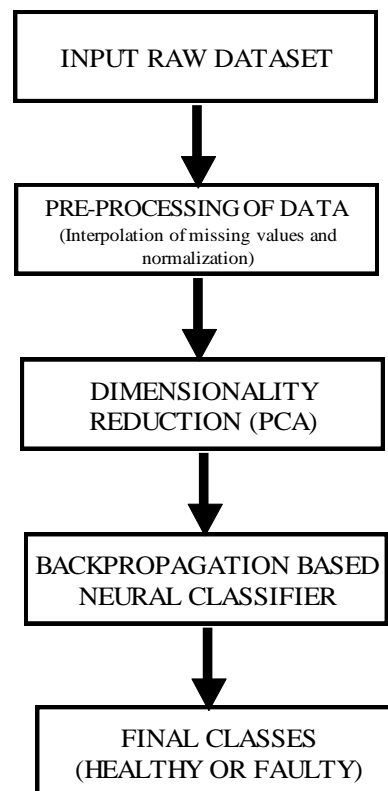 INPUT RAW DATASET
PRE-PROCESSING OF DATA
(Interpolation of missing values and
normalization)
DIMENSIONALITY
REDUCTION (PCA)
BACKPROPAGATION BASED
NEURAL CLASSIFIER
FINAL CLASSES
(HEALTHY OR FAULTY)